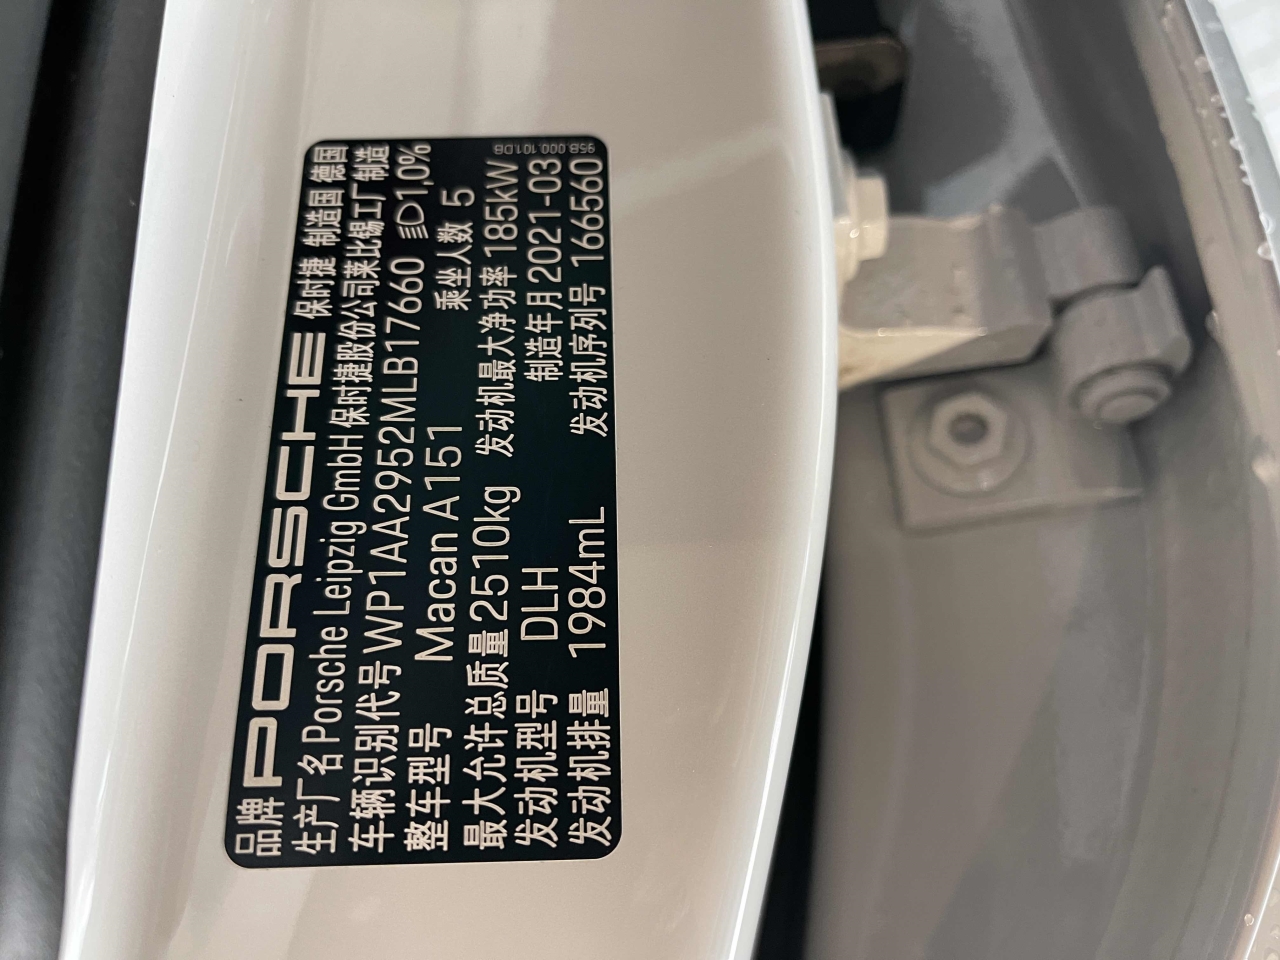 品牌 PORSCHE 保时捷 制造国 德国
生产厂名 Porsche Leipzig GmbH 保时捷股份公司莱比锡工厂制造
车辆识别代号 WP1AA2952MLB17660 1,0%
整车型号 Macan A151 乘坐人数 5
最大允许总质量 2510kg 发动机最大净功率 185kW
发动机型号 DLH 制造年月 2021-03
发动机排量 1984mL 发动机序列号 166560
95B.000.101.DB